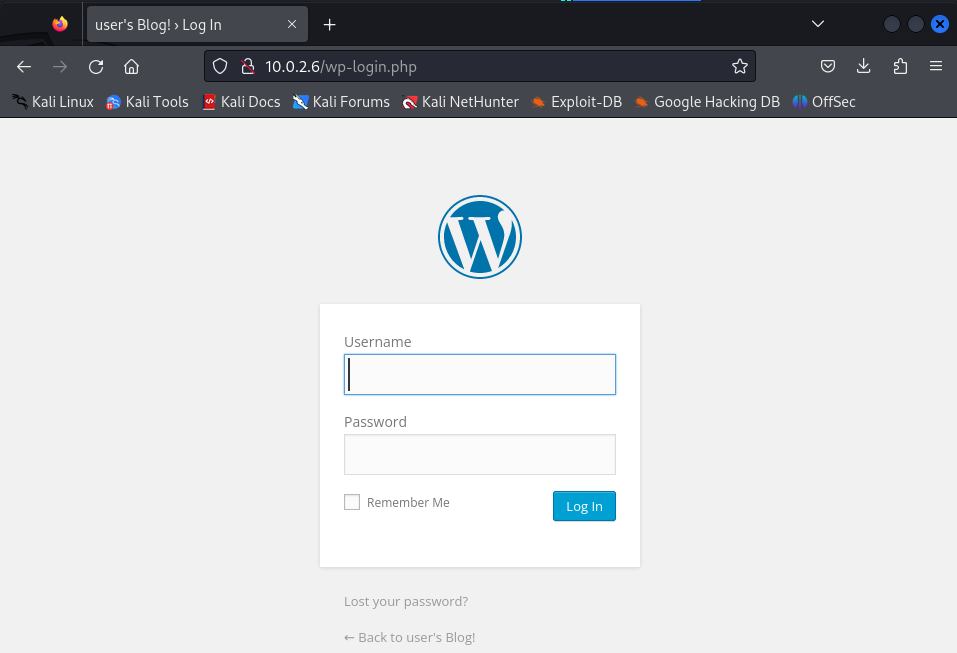 user's Blog! › Log In
10.0.2.6/wp-login.php
Kali Linux Kali Tools Kali Docs Kali Forums Kali NetHunter Exploit-DB Google Hacking DB OffSec
Username
Password
Remember Me Log In
Lost your password?
← Back to user's Blog!